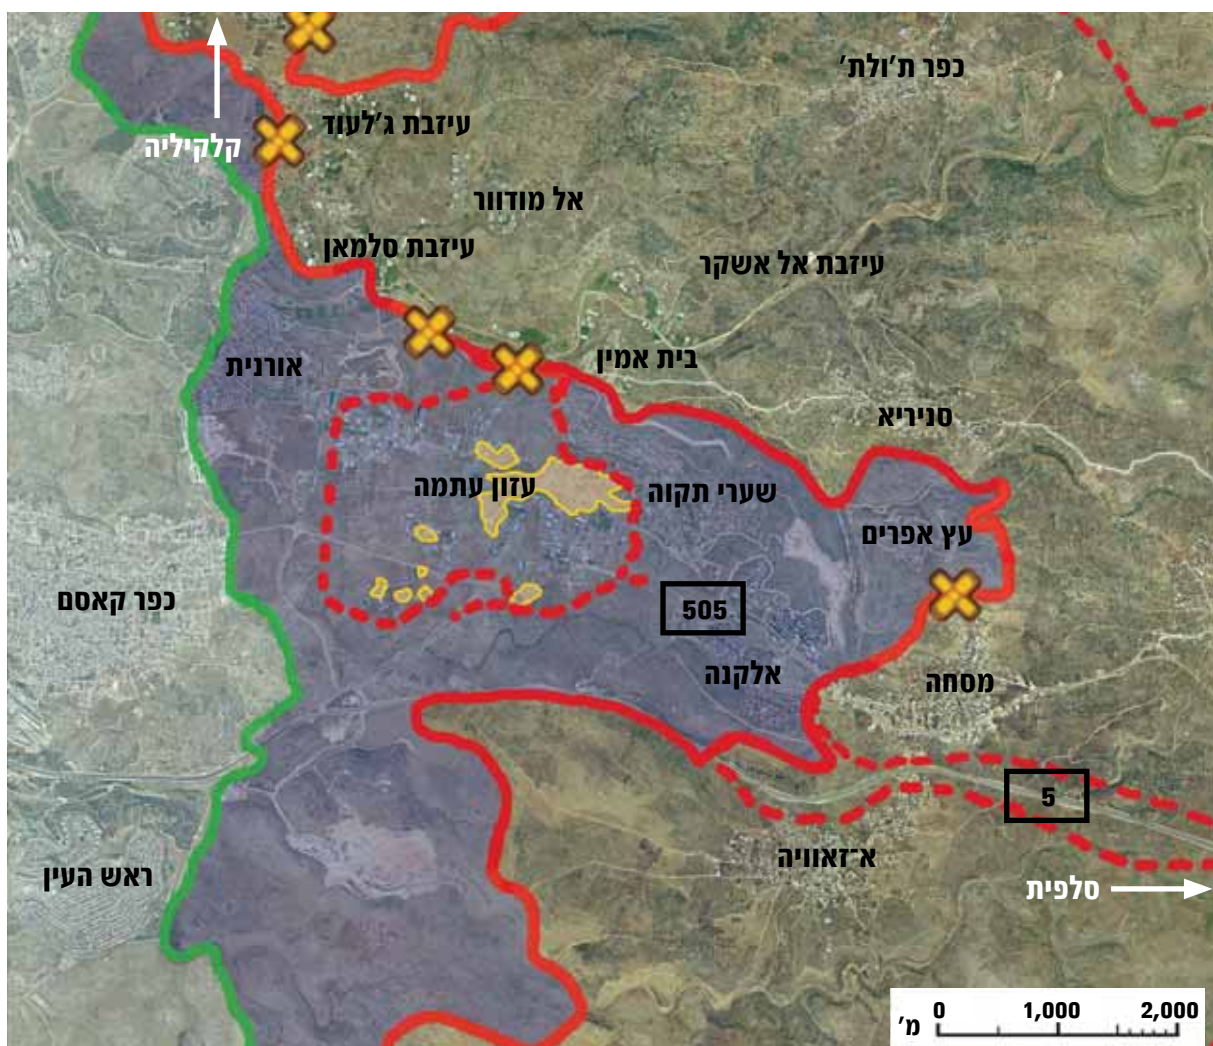 כפר ת'ולת'
עיזבת ג'לעוד
קלקיליה
אל מודוור
עיזבת סלמאן
עיזבת אל אשקר
בית אמין
אורנית
סניריא
שערי תקוה
עזון עתמה
עץ אפרים
כפר קאסם
505
אלקנה
מסחה
5
א־זאוויה
ראש העין
סלפית
0 1,000 2,000
מ'